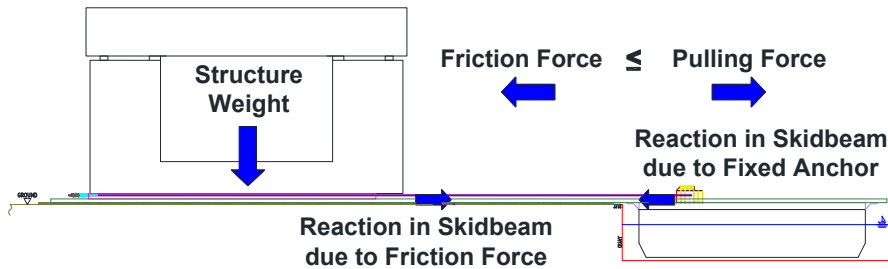 Structure
Weight
Friction Force ≤ Pulling Force
Reaction in Skidbeam
due to Fixed Anchor
GROUND
Reaction in Skidbeam
due to Friction Force
QUAY